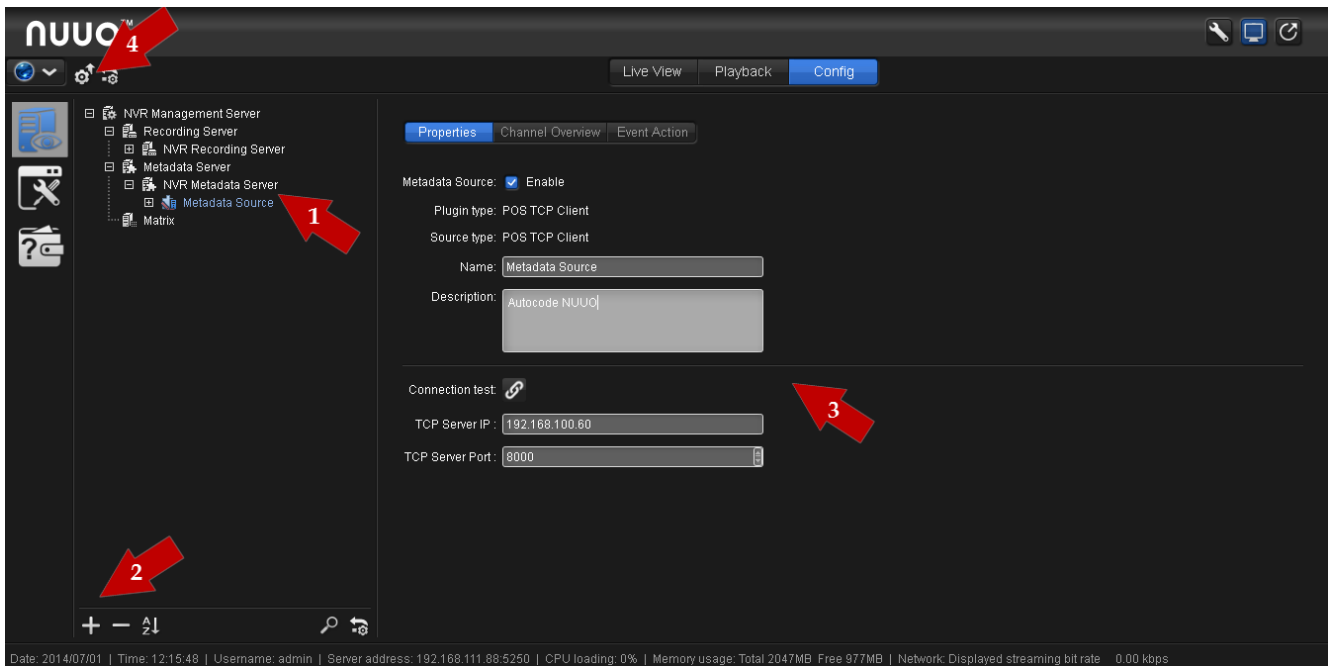 nuuo™
4
Live View Playback Config
NVR Management Server
Recording Server
NVR Recording Server
Metadata Server
NVR Metadata Server
Metadata Source
Matrix
1
Properties Channel Overview Event Action
Metadata Source: Enable
Plugin type: POS TCP Client
Source type: POS TCP Client
Name: Metadata Source
Description: Autocode NUUO
Connection test:
3
TCP Server IP : 192.168.100.60
TCP Server Port : 8000
2
Date: 2014/07/01 | Time: 12:15:48 | Username: admin | Server address: 192.168.111.88:5250 | CPU loading: 0% | Memory usage: Total 2047MB Free 977MB | Network: Displayed streaming bit rate 0.00 kbps